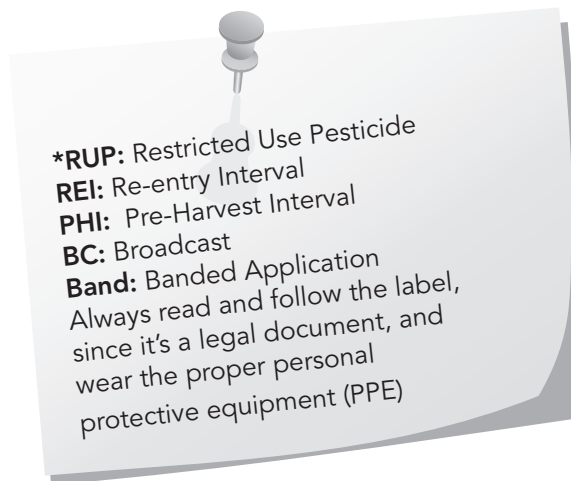 *RUP: Restricted Use Pesticide
REI: Re-entry Interval
PHI: Pre-Harvest Interval
BC: Broadcast
Band: Banded Application
Always read and follow the label,
since it's a legal document, and
wear the proper personal
protective equipment (PPE)